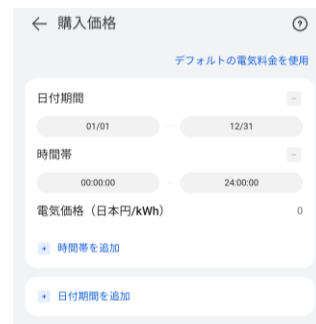 ← 購入価格
デフォルトの電気料金を使用
日付期間
01/01 — 12/31
時間帯
00:00:00 — 24:00:00
電気価格（日本円/kWh） 0
+ 時間帯を追加
+ 日付期間を追加